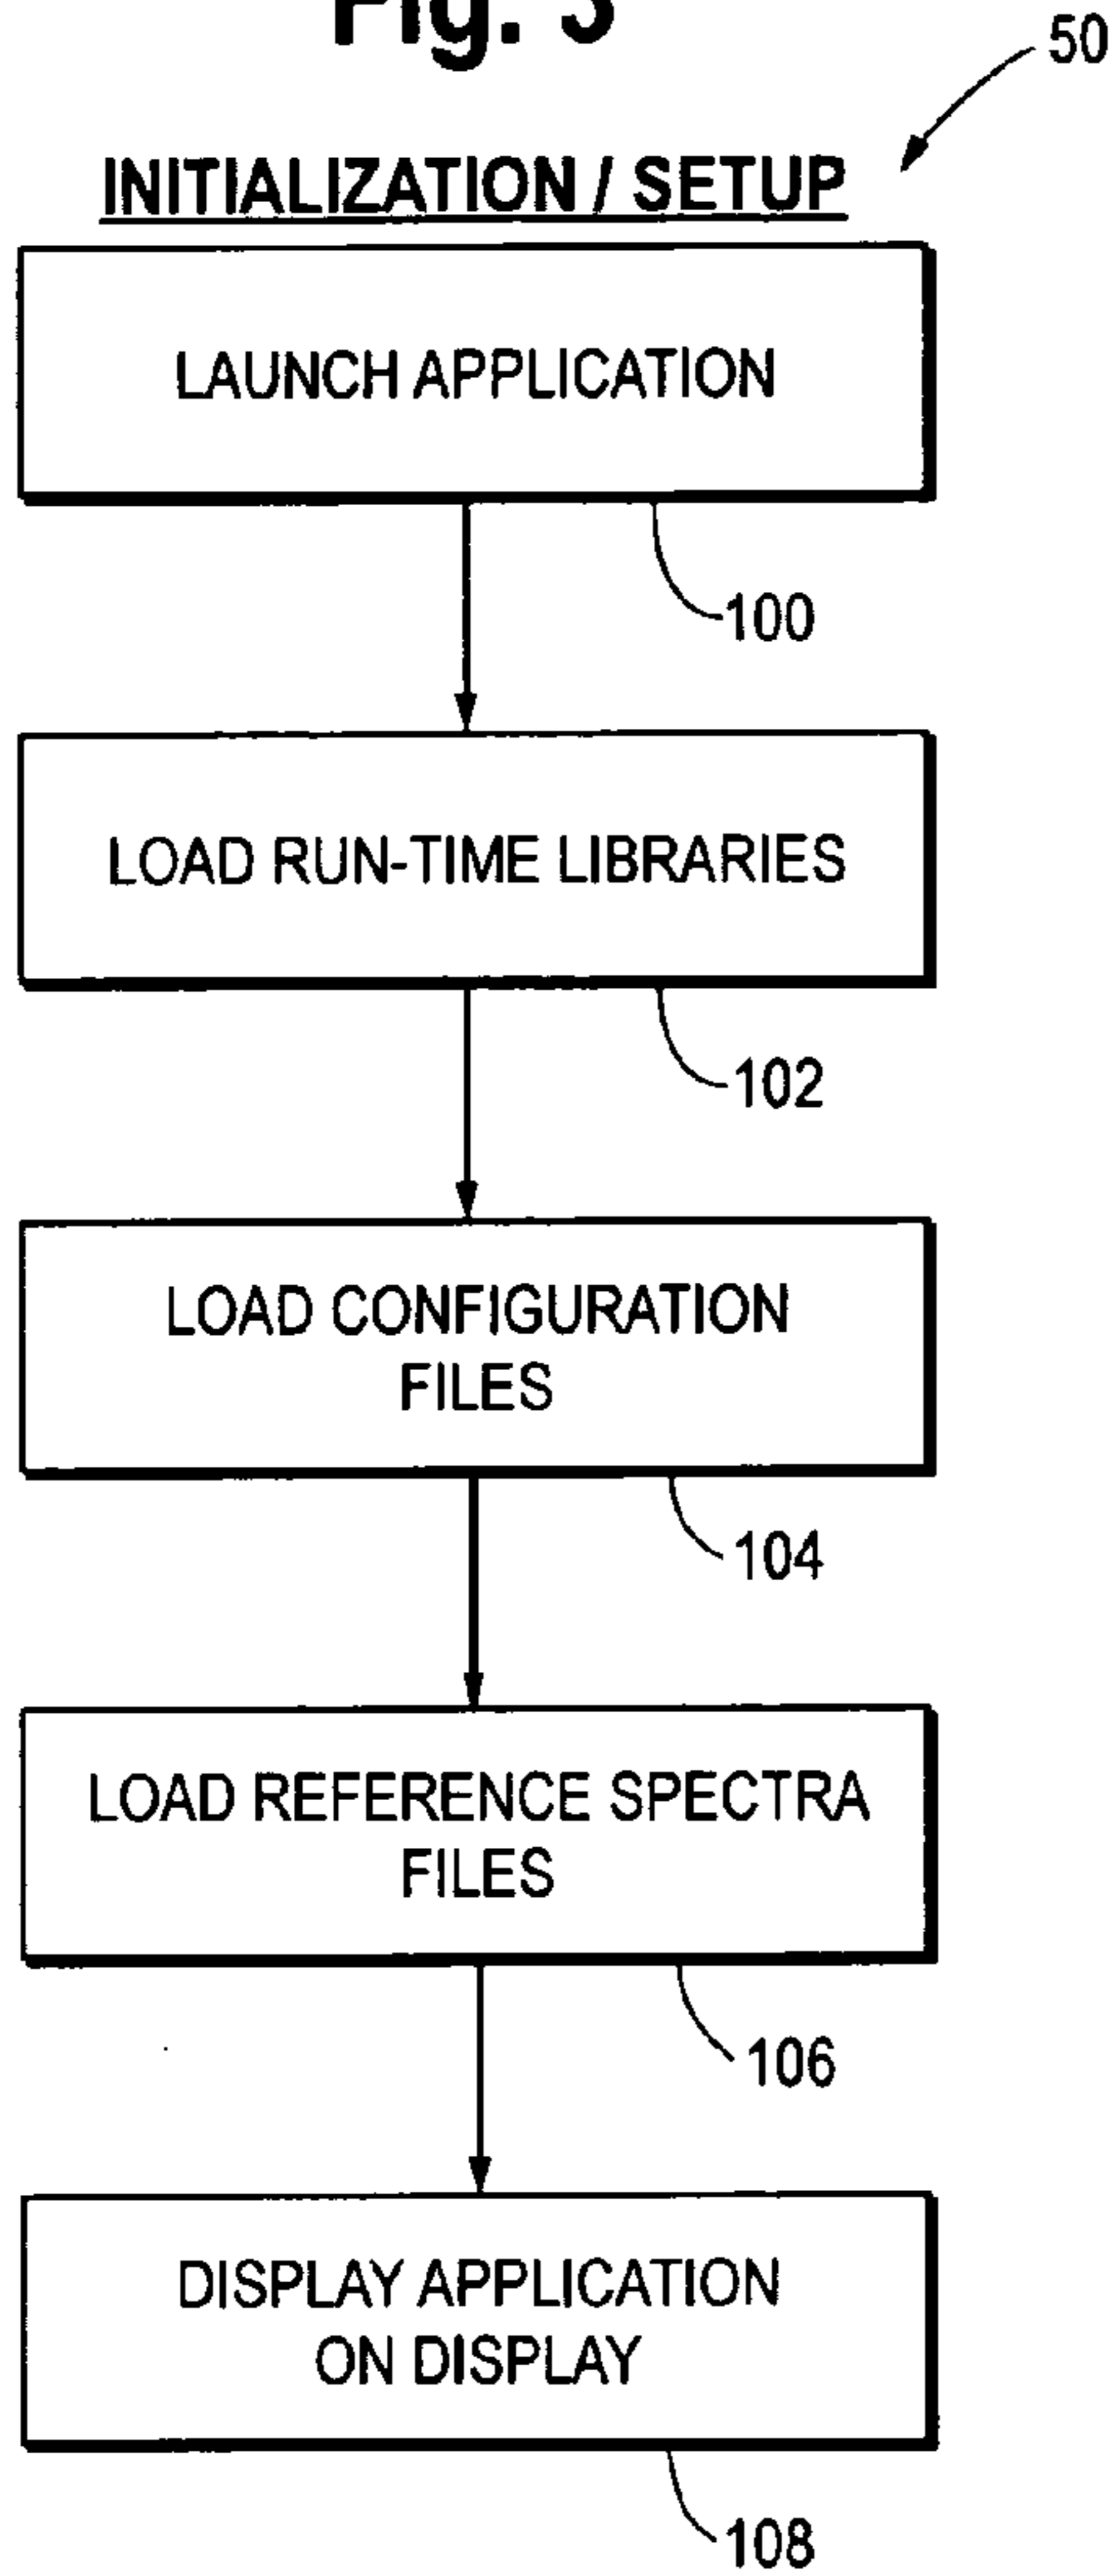 Fig. 3
50
INITIALIZATION / SETUP
LAUNCH APPLICATION
100
LOAD RUN-TIME LIBRARIES
102
LOAD CONFIGURATION
FILES
104
LOAD REFERENCE SPECTRA
FILES
106
DISPLAY APPLICATION
ON DISPLAY
108